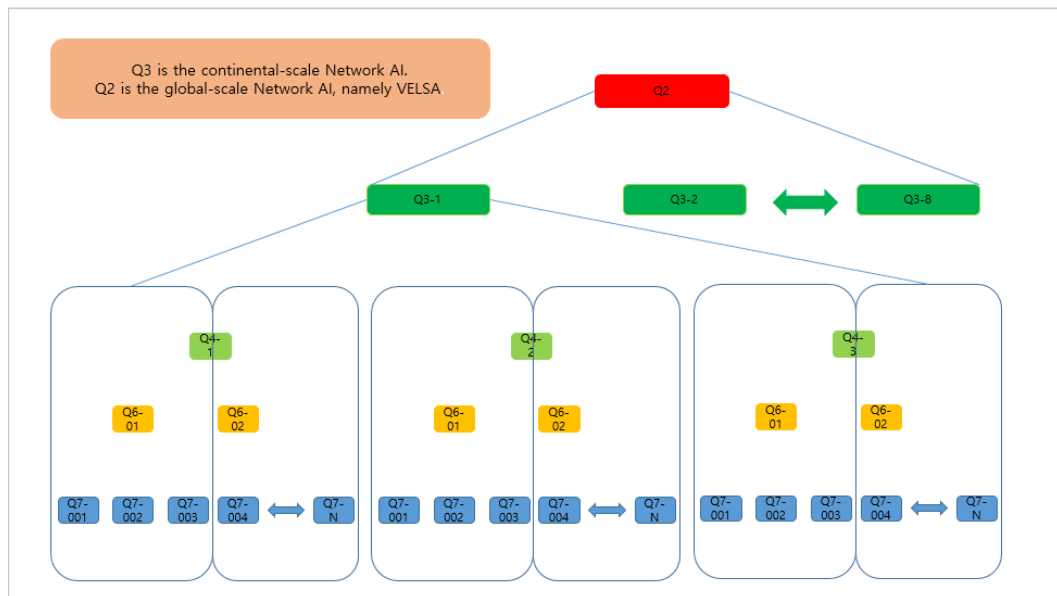 Q3 is the continental-scale Network AI.
Q2 is the global-scale Network AI, namely VELSA.
Q2
Q3-1
Q3-2
Q3-8
Q4-
1
Q4-
2
Q4-
3
Q6-
01
Q6-
02
Q6-
01
Q6-
02
Q6-
01
Q6-
02
Q7-
001
Q7-
002
Q7-
003
Q7-
004
Q7-
N
Q7-
001
Q7-
002
Q7-
003
Q7-
004
Q7-
N
Q7-
001
Q7-
002
Q7-
003
Q7-
004
Q7-
N